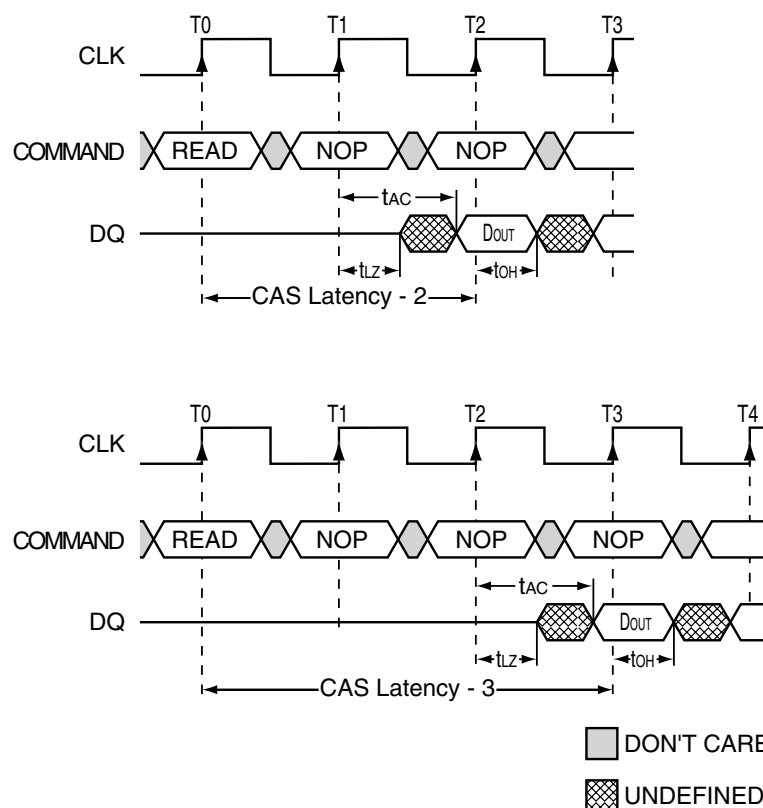 T0 T1 T2 T3
CLK
COMMAND READ NOP NOP
tAC
DQ DOUT
tLZ tOH
CAS Latency - 2
T0 T1 T2 T3 T4
CLK
COMMAND READ NOP NOP NOP
tAC
DQ DOUT
tLZ tOH
CAS Latency - 3
DON'T CARE
UNDEFINED